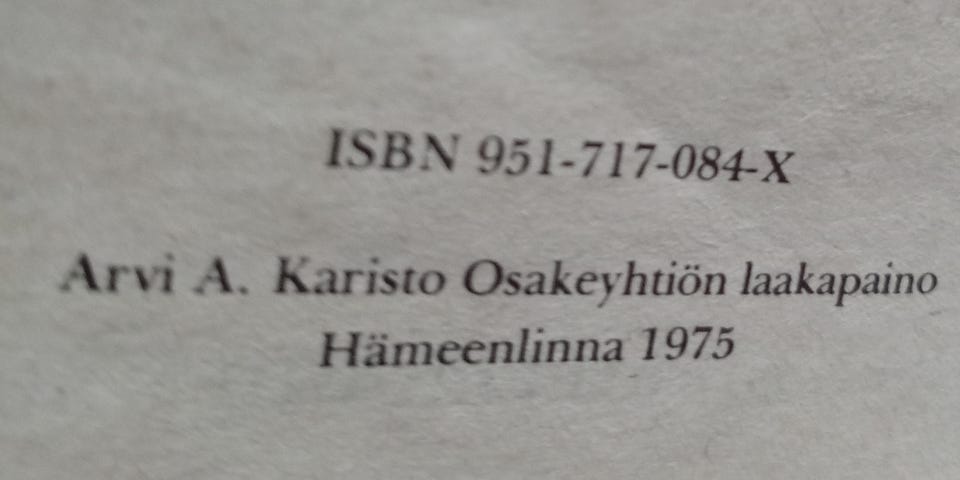 ISBN 951-717-084-X
Arvi A. Karisto Osakeyhtiön laakapaino
Hämeenlinna 1975